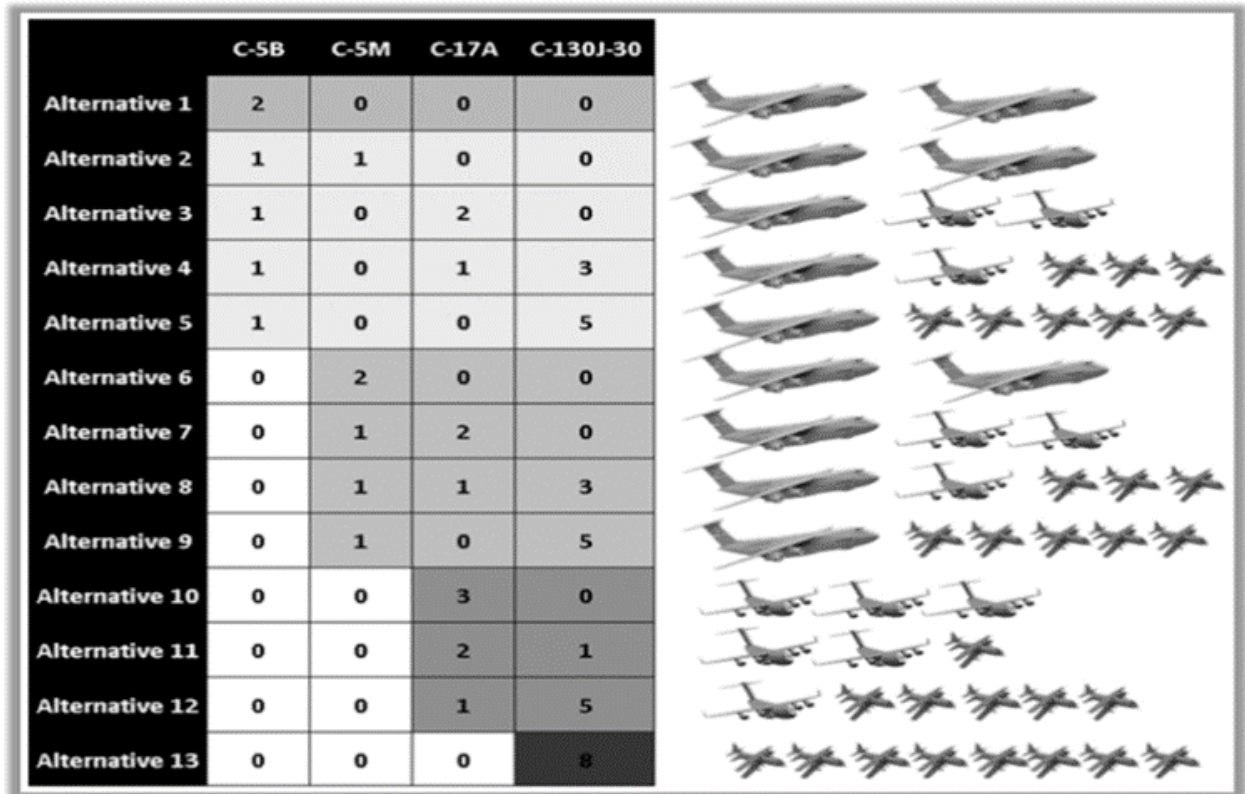 C-5B C-5M C-17A C-130J-30
Alternative 1 2 0 0 0
Alternative 2 1 1 0 0
Alternative 3 1 0 2 0
Alternative 4 1 0 1 3
Alternative 5 1 0 0 5
Alternative 6 0 2 0 0
Alternative 7 0 1 2 0
Alternative 8 0 1 1 3
Alternative 9 0 1 0 5
Alternative 10 0 0 3 0
Alternative 11 0 0 2 1
Alternative 12 0 0 1 5
Alternative 13 0 0 0 8